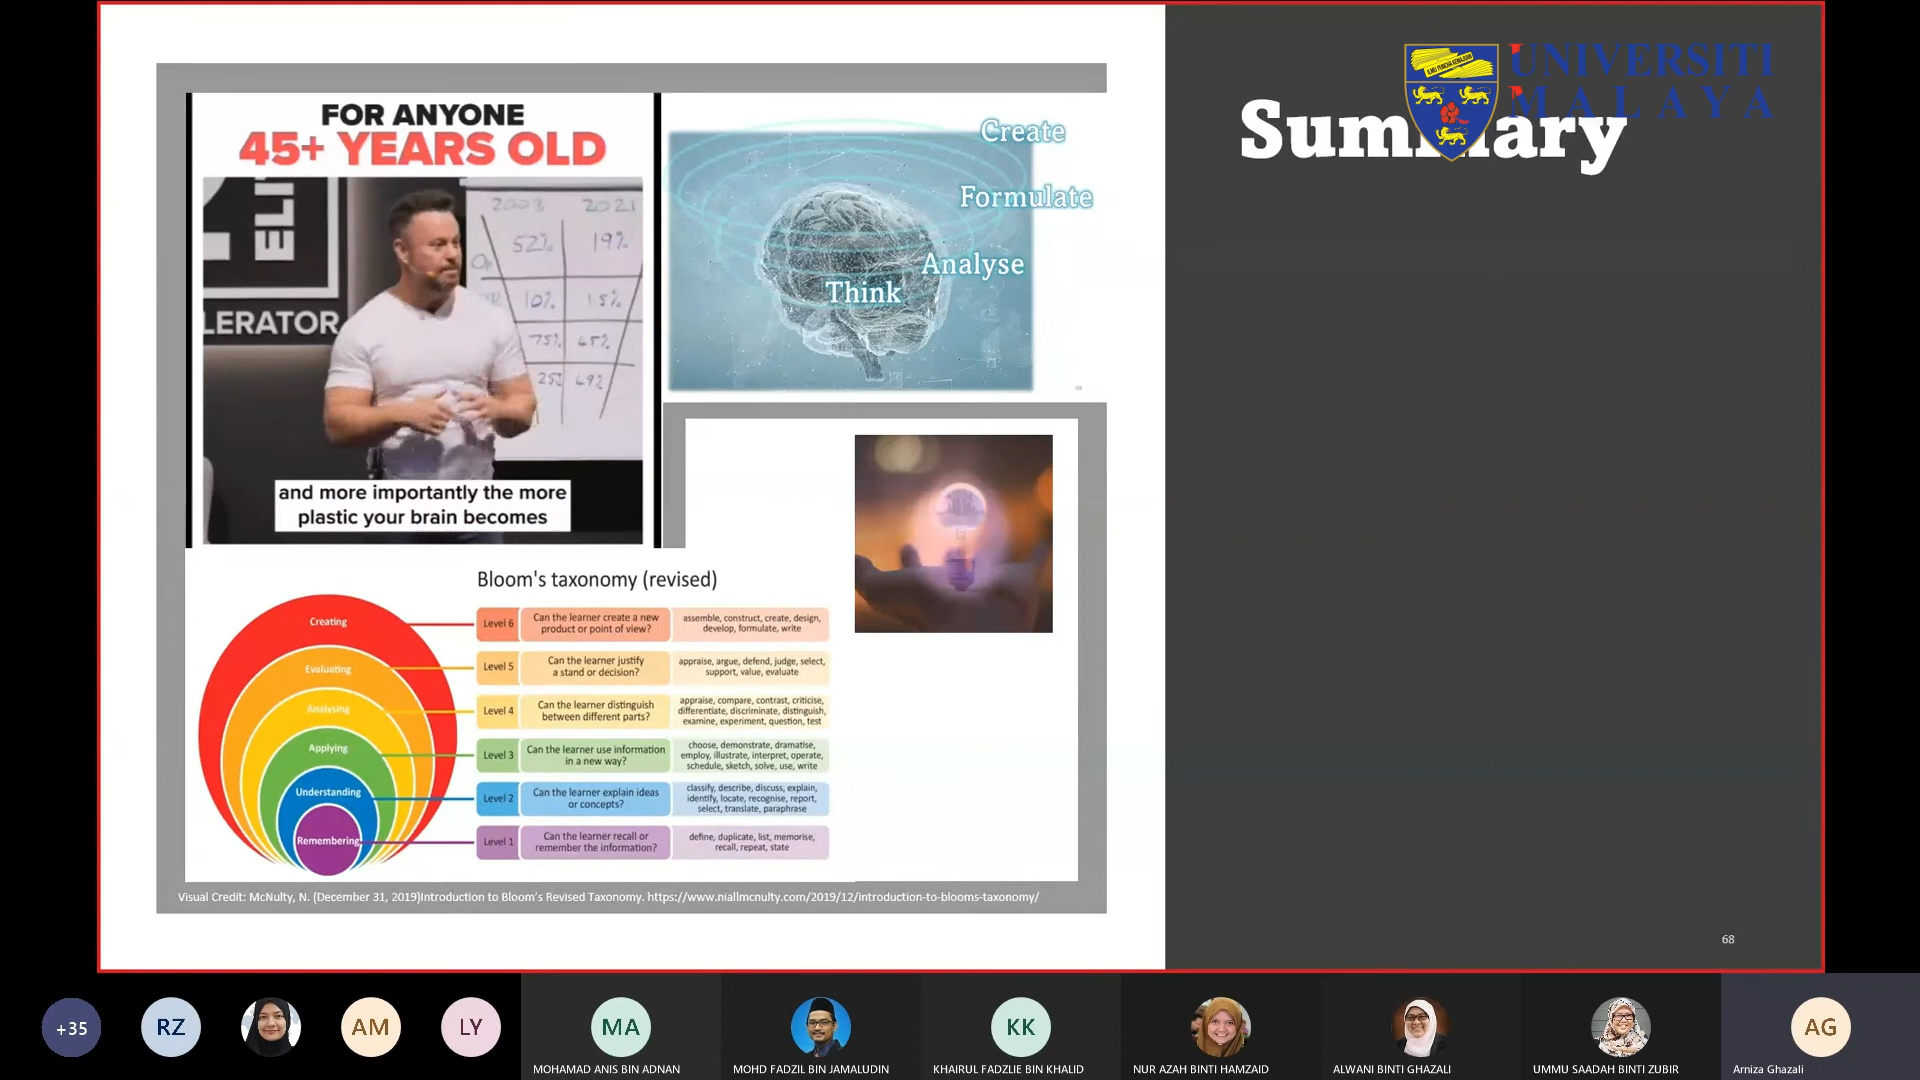 FOR ANYONE
45+ YEARS OLD
ELI
LERATOR
2003 2021
52% 19%
10% 15%
75% 45%
25% 49%
and more importantly the more
plastic your brain becomes
Create
Formulate
Analyse
Think
Bloom's taxonomy (revised)
Creating
Level 6
Can the learner create a new
product or point of view?
assemble, construct, create, design,
develop, formulate, write
Evaluating
Level 5
Can the learner justify
a stand or decision?
appraise, argue, defend, judge, select,
support, value, evaluate
Analysing
Level 4
Can the learner distinguish
between different parts?
appraise, compare, contrast, criticise,
differentiate, discriminate, distinguish,
examine, experiment, question, test
Applying
Level 3
Can the learner use information
in a new way?
choose, demonstrate, dramatise,
employ, illustrate, interpret, operate,
schedule, sketch, solve, use, write
Understanding
Level 2
Can the learner explain ideas
or concepts?
classify, describe, discuss, explain,
identify, locate, recognise, report,
select, translate, paraphrase
Remembering
Level 1
Can the learner recall or
remember the information?
define, duplicate, list, memorise,
recall, repeat, state
Visual Credit: McNulty, N. (December 31, 2019)Introduction to Bloom's Revised Taxonomy. https://www.niallmcnulty.com/2019/12/introduction-to-blooms-taxonomy/
UNIVERSITI
MALAYA
Summary
68
+35
RZ
AM
LY
MA
KK
AG
MOHAMAD ANIS BIN ADNAN
MOHD FADZIL BIN JAMALUDIN
KHAIRUL FADZLIE BIN KHALID
NUR AZAH BINTI HAMZAID
ALWANI BINTI GHAZALI
UMMU SAADAH BINTI ZUBIR
Arniza Ghazali